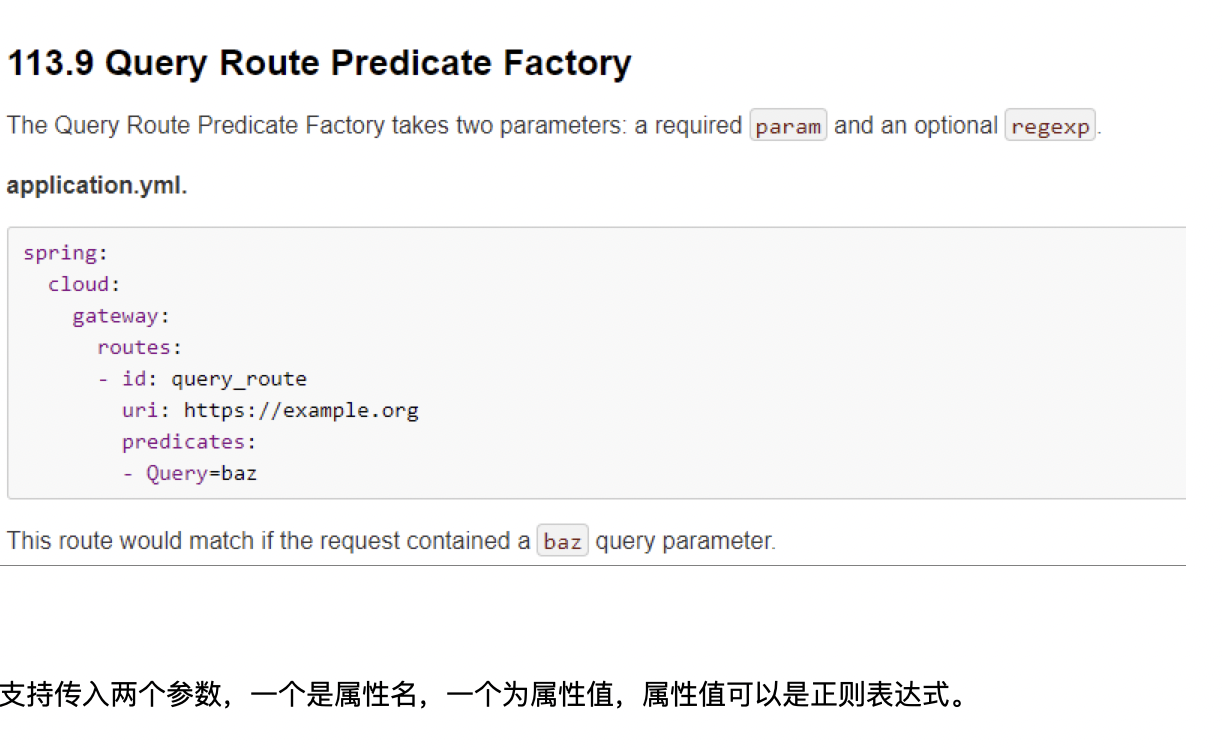 113.9 Query Route Predicate Factory
The Query Route Predicate Factory takes two parameters: a required param and an optional regexp.
application.yml.
spring:
  cloud:
    gateway:
      routes:
      - id: query_route
        uri: https://example.org
        predicates:
        - Query=baz
This route would match if the request contained a baz query parameter.
支持传入两个参数，一个是属性名，一个为属性值，属性值可以是正则表达式。